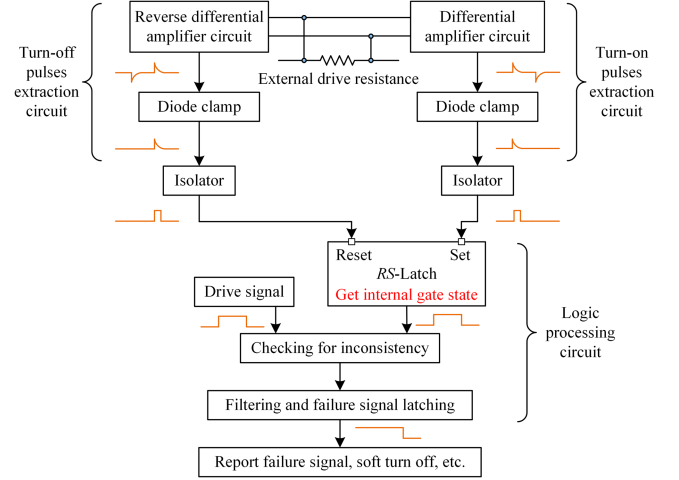 Reverse differential
amplifier circuit
Differential
amplifier circuit
Turn-off
pulses
extraction
circuit
External drive resistance
Turn-on
pulses
extraction
circuit
Diode clamp
Diode clamp
Isolator
Isolator
Reset
Set
RS-Latch
Get internal gate state
Drive signal
Logic
processing
circuit
Checking for inconsistency
Filtering and failure signal latching
Report failure signal, soft turn off, etc.